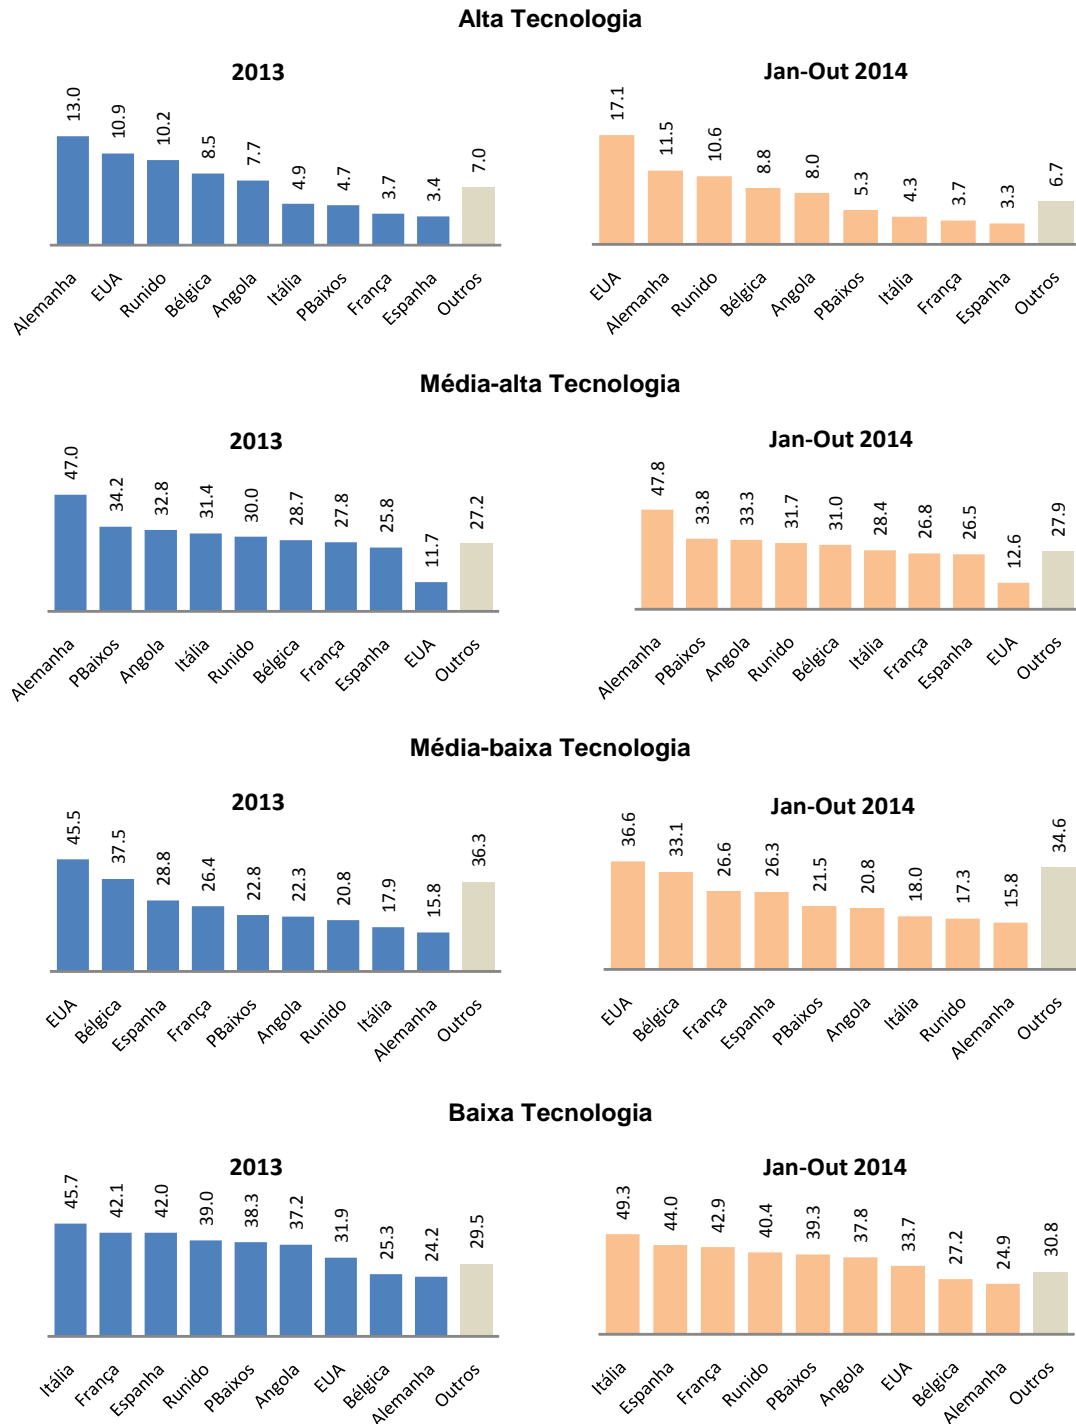 Alta Tecnologia
2013
13.0 10.9 10.2 8.5 7.7 4.9 4.7 3.7 3.4 7.0
Alemanha EUA Runido Bélgica Angola Itália PBaixos França Espanha Outros
Jan-Out 2014
17.1 11.5 10.6 8.8 8.0 5.3 4.3 3.7 3.3 6.7
EUA Alemanha Runido Bélgica Angola PBaixos Itália França Espanha Outros
Média-alta Tecnologia
2013
47.0 34.2 32.8 31.4 30.0 28.7 27.8 25.8 11.7 27.2
Alemanha PBaixos Angola Itália Runido Bélgica França Espanha EUA Outros
Jan-Out 2014
47.8 33.8 33.3 31.7 31.0 28.4 26.8 26.5 12.6 27.9
Alemanha PBaixos Angola Runido Bélgica Itália França Espanha EUA Outros
Média-baixa Tecnologia
2013
45.5 37.5 28.8 26.4 22.8 22.3 20.8 17.9 15.8 36.3
EUA Bélgica Espanha França PBaixos Angola Runido Itália Alemanha Outros
Jan-Out 2014
36.6 33.1 26.6 26.3 21.5 20.8 18.0 17.3 15.8 34.6
EUA Bélgica França Espanha PBaixos Angola Itália Runido Alemanha Outros
Baixa Tecnologia
2013
45.7 42.1 42.0 39.0 38.3 37.2 31.9 25.3 24.2 29.5
Itália França Espanha Runido PBaixos Angola EUA Bélgica Alemanha Outros
Jan-Out 2014
49.3 44.0 42.9 40.4 39.3 37.8 33.7 27.2 24.9 30.8
Itália Espanha França Runido PBaixos Angola EUA Bélgica Alemanha Outros